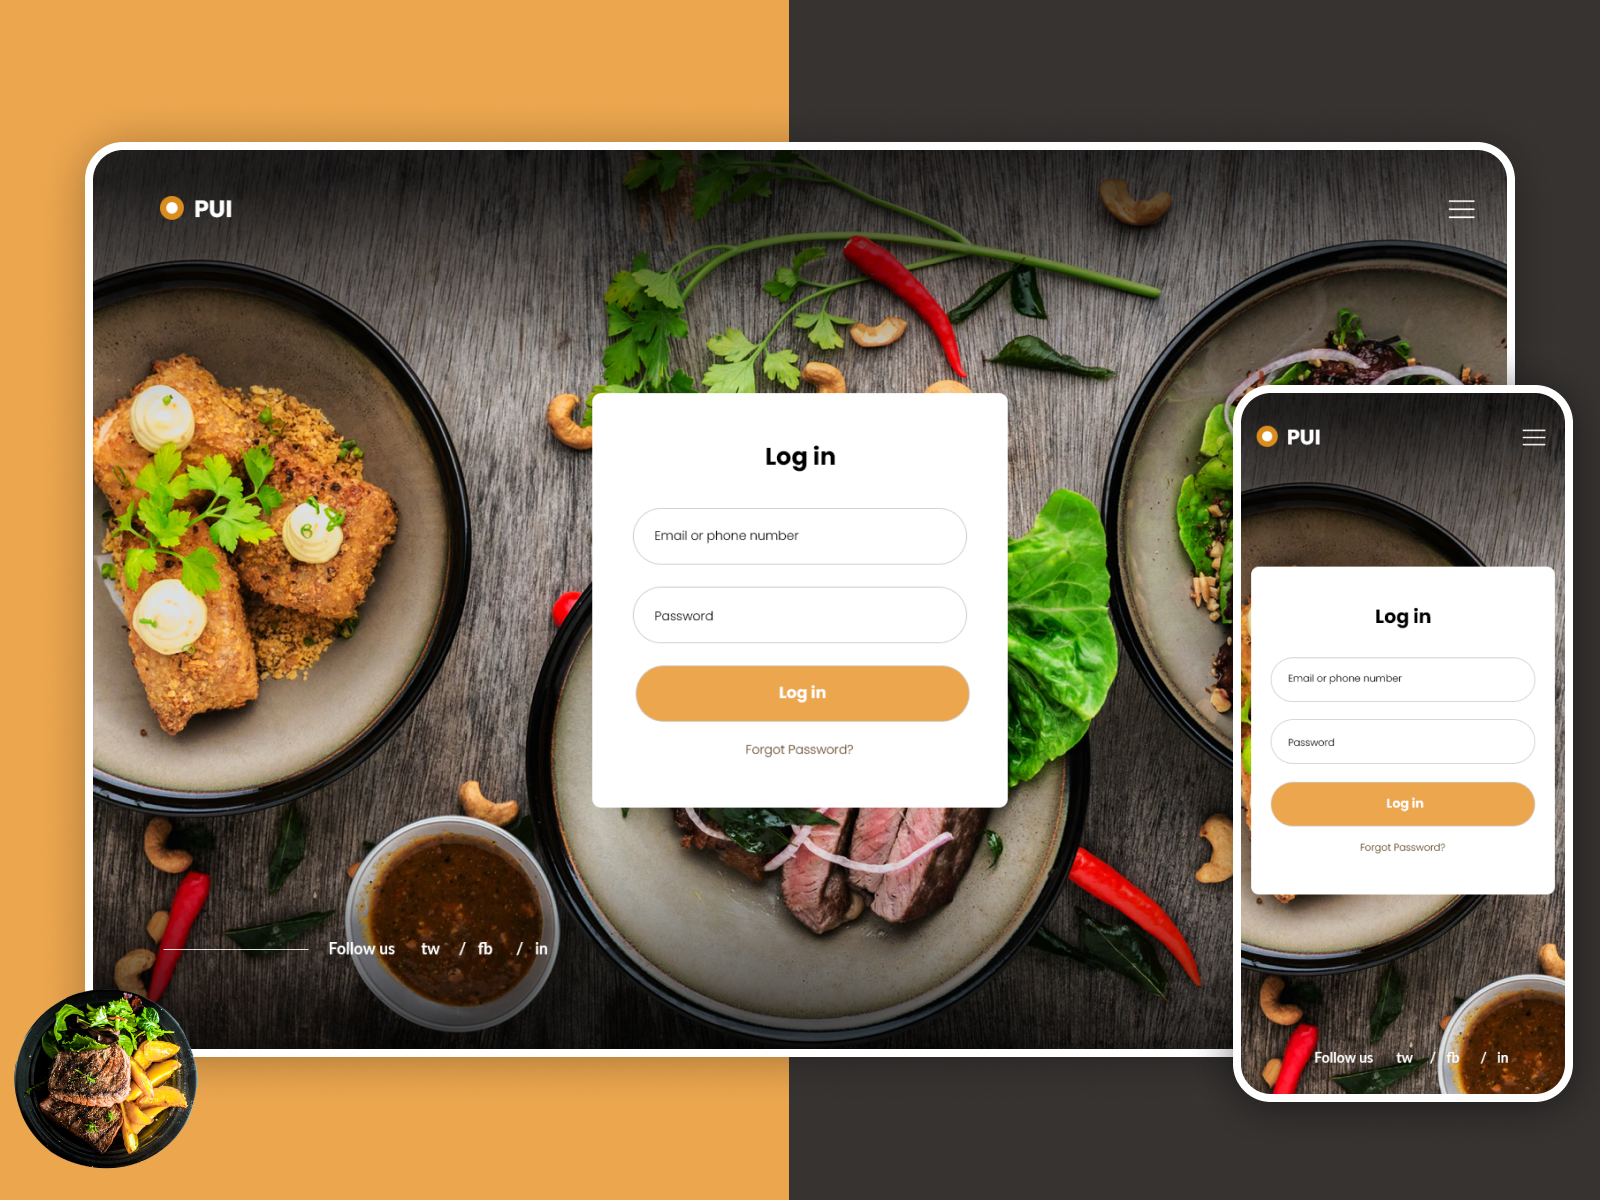 PUI
Log in
Email or phone number
Password
Log in
Forgot Password?
Follow us tw / fb / in
PUI
Log in
Email or phone number
Password
Log in
Forgot Password?
Follow us tw / fb / in